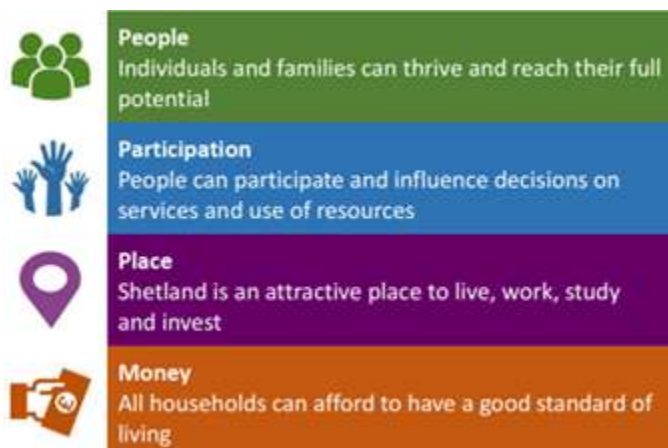 People
Individuals and families can thrive and reach their full
potential
Participation
People can participate and influence decisions on
services and use of resources
Place
Shetland is an attractive place to live, work, study
and invest
Money
All households can afford to have a good standard of
living